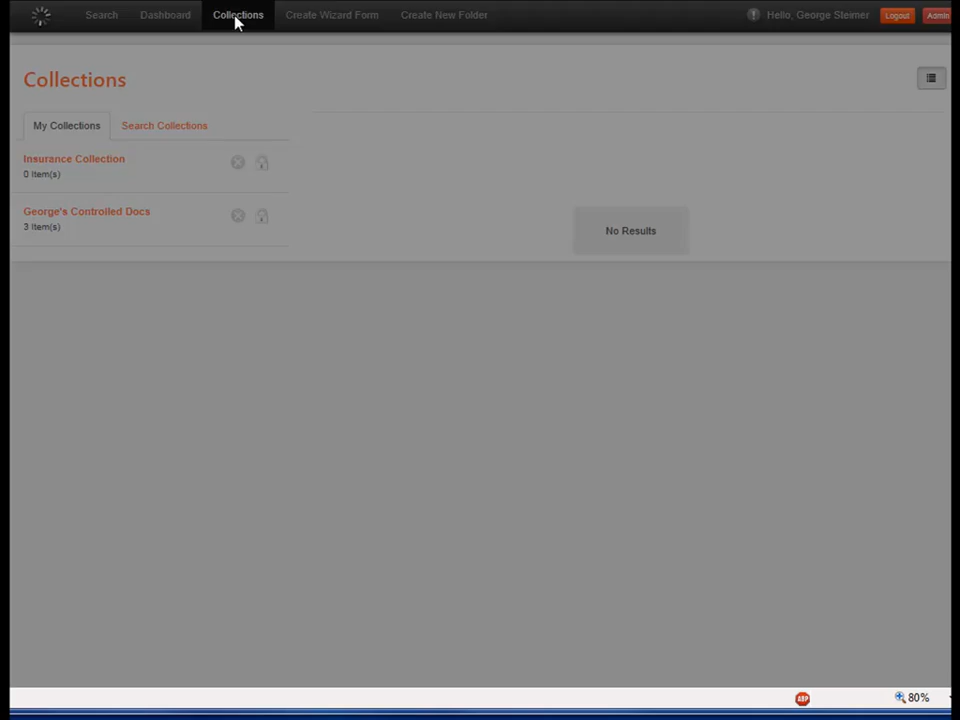 Search Dashboard Collections Create Wizard Form Create New Folder Hello, George Steimer Logout Admin
Collections
My Collections Search Collections
Insurance Collection
0 Item(s)
No Results
George's Controlled Docs
3 Item(s)
ABP 80%